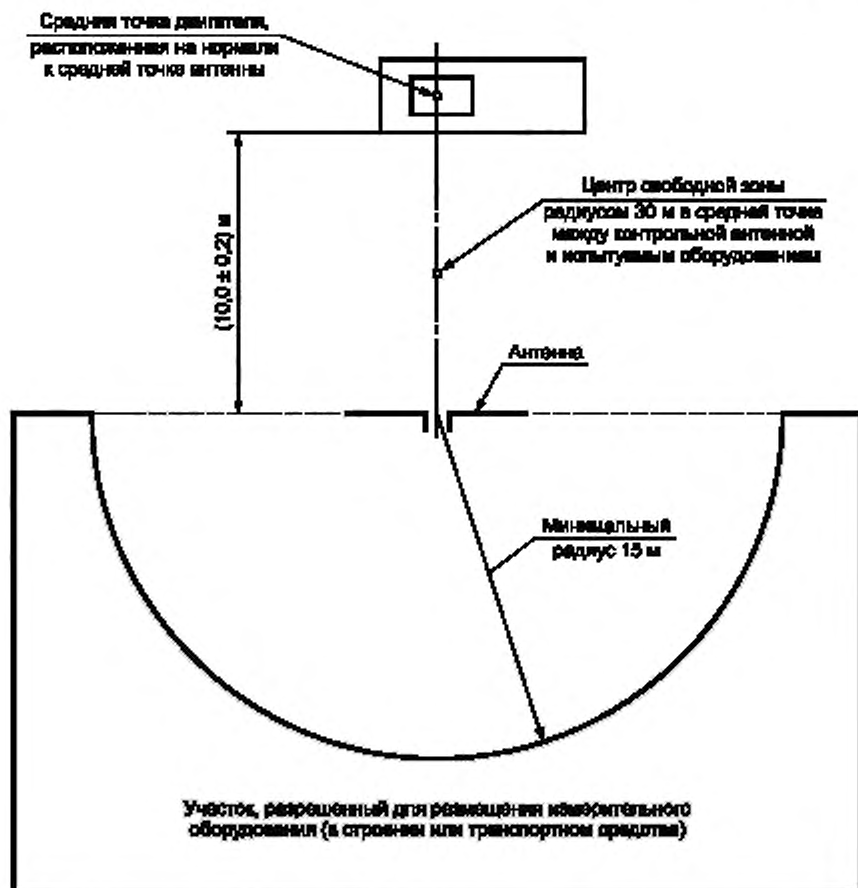 Средняя точка двигателя,
расположенная на нормали
к средней точке антенны
Центр свободной зоны
радиусом 30 м в средней точке
между контрольной антенной
и испытуемым оборудованием
(10,0 ± 0,2) м
Антенна
Минимальный
радиус 15 м
Участок, разрешенный для размещения измерительного
оборудования (в строении или транспортном средстве)